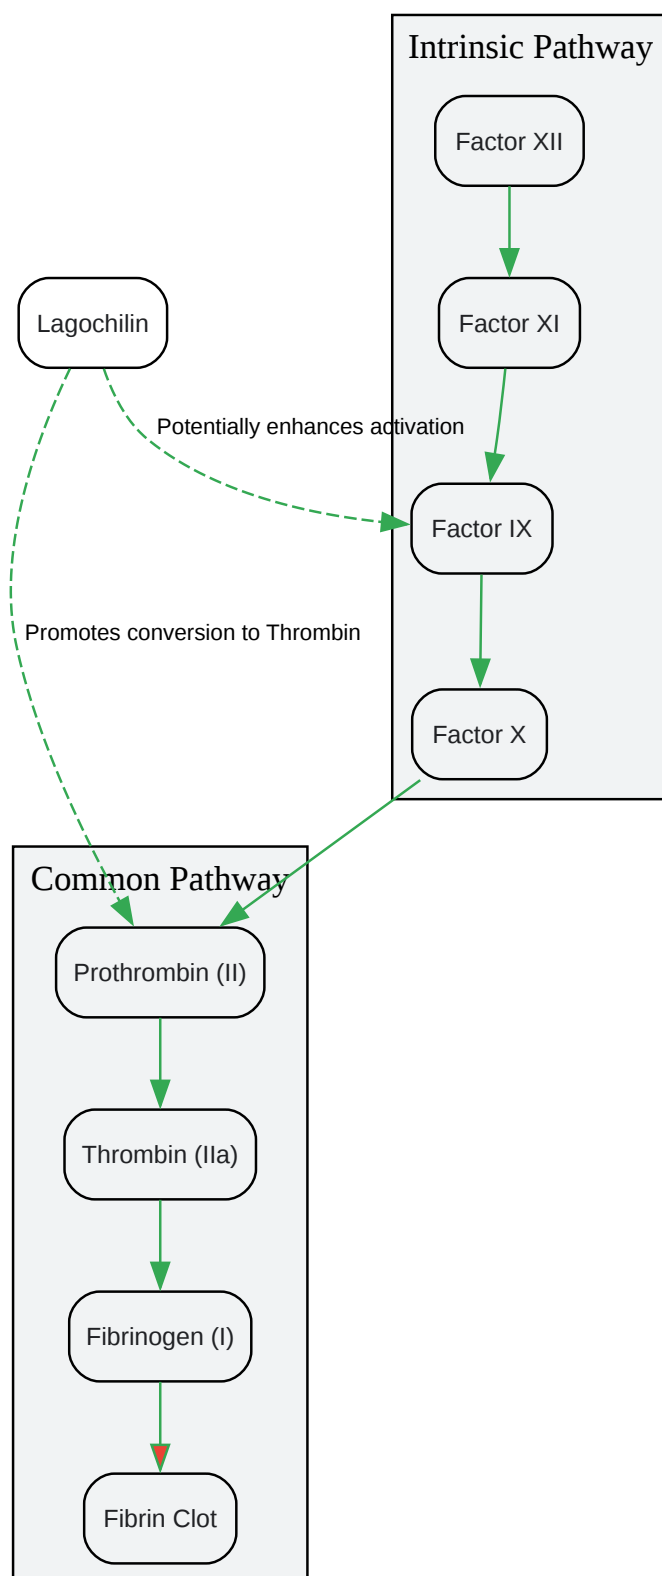 Intrinsic Pathway
Factor XII
Lagochilin
Factor XI
Potentially enhances activation
Factor IX
Promotes conversion to Thrombin
Factor X
Common Pathway
Prothrombin (II)
Thrombin (IIa)
Fibrinogen (I)
Fibrin Clot